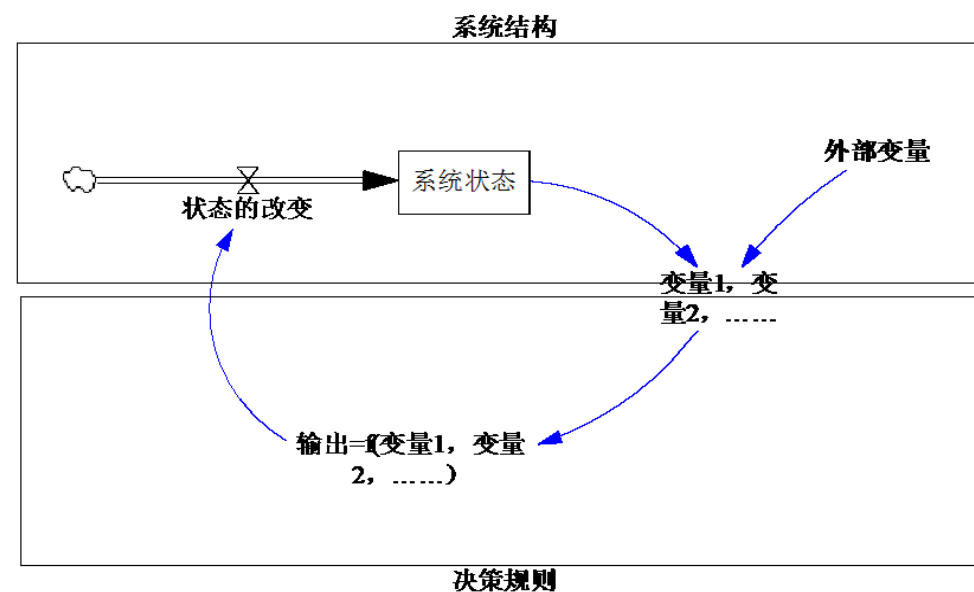 系统结构
外部变量
系统状态
状态的改变
变量1，变
量2，……
输出=f(变量1，变量
2，……）
决策规则